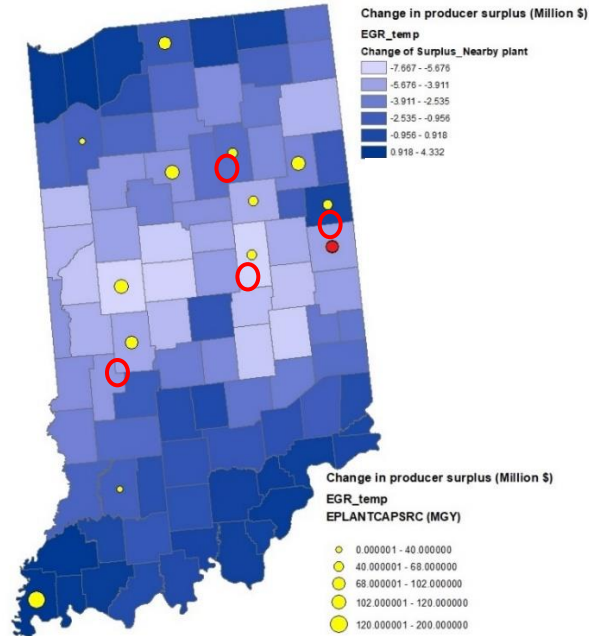 Change in producer surplus (Million $)
EGR_temp
Change of Surplus_Nearby plant
-7.667 - -5.676
-5.676 - -3.911
-3.911 - -2.535
-2.535 - -0.956
-0.956 - 0.918
0.918 - 4.332
Change in producer surplus (Million $)
EGR_temp
EPLANTCAPSRC (MGY)
0.000001 - 40.000000
40.000001 - 68.000000
68.000001 - 102.000000
102.000001 - 120.000000
120.000001 - 200.000000